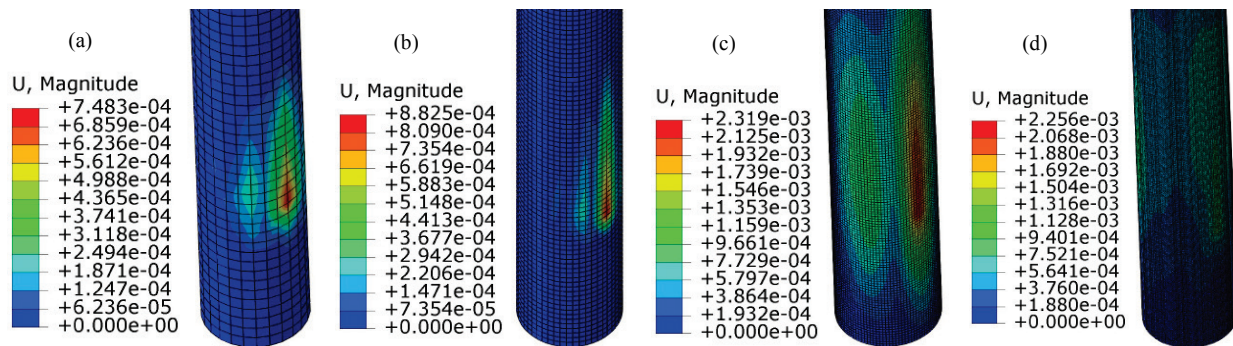 (a)
U, Magnitude
+7.483e-04
+6.859e-04
+6.236e-04
+5.612e-04
+4.988e-04
+4.365e-04
+3.741e-04
+3.118e-04
+2.494e-04
+1.871e-04
+1.247e-04
+6.236e-05
+0.000e+00
(b)
U, Magnitude
+8.825e-04
+8.090e-04
+7.354e-04
+6.619e-04
+5.883e-04
+5.148e-04
+4.413e-04
+3.677e-04
+2.942e-04
+2.206e-04
+1.471e-04
+7.354e-05
+0.000e+00
(c)
U, Magnitude
+2.319e-03
+2.125e-03
+1.932e-03
+1.739e-03
+1.546e-03
+1.353e-03
+1.159e-03
+9.661e-04
+7.729e-04
+5.797e-04
+3.864e-04
+1.932e-04
+0.000e+00
(d)
U, Magnitude
+2.256e-03
+2.068e-03
+1.880e-03
+1.692e-03
+1.504e-03
+1.316e-03
+1.128e-03
+9.401e-04
+7.521e-04
+5.641e-04
+3.760e-04
+1.880e-04
+0.000e+00